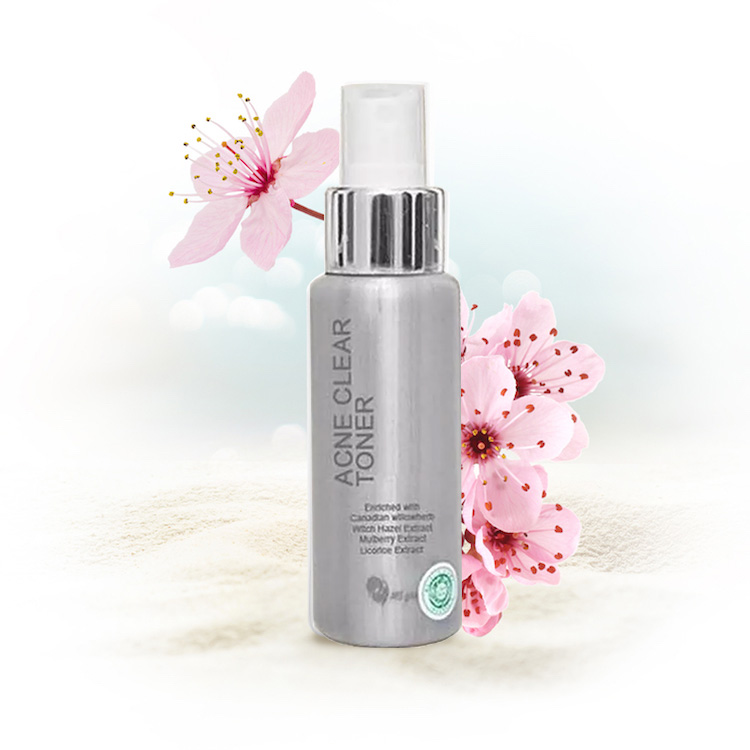 ACNE CLEAR
TONER
Enriched with
Canadian willowherb
Witch Hazel Extract
Mulberry Extract
Licorice Extract